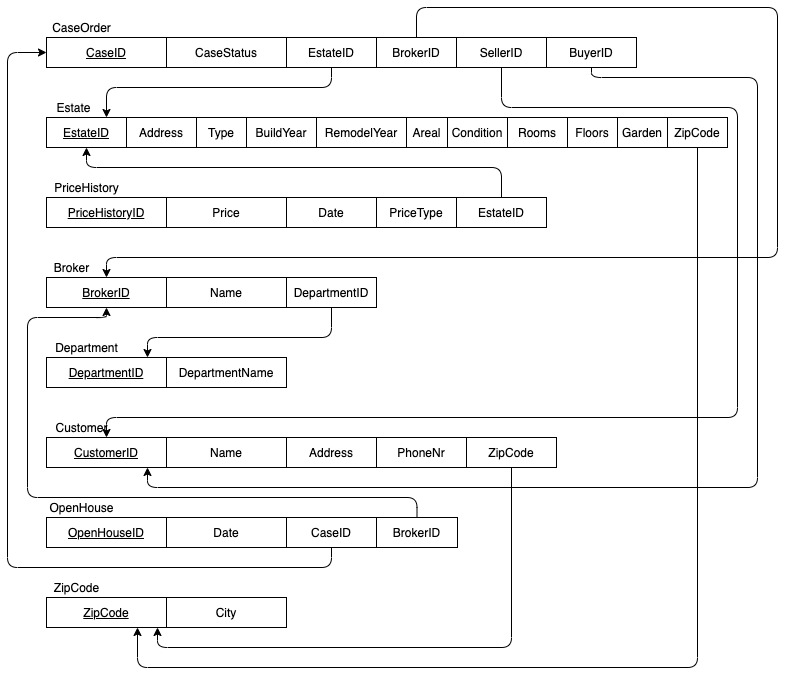 CaseOrder
CaseID CaseStatus EstateID BrokerID SellerID BuyerID
Estate
EstateID Address Type BuildYear RemodelYear Areal Condition Rooms Floors Garden ZipCode
PriceHistory
PriceHistoryID Price Date PriceType EstateID
Broker
BrokerID Name DepartmentID
Department
DepartmentID DepartmentName
Customer
CustomerID Name Address PhoneNr ZipCode
OpenHouse
OpenHouseID Date CaseID BrokerID
ZipCode
ZipCode City